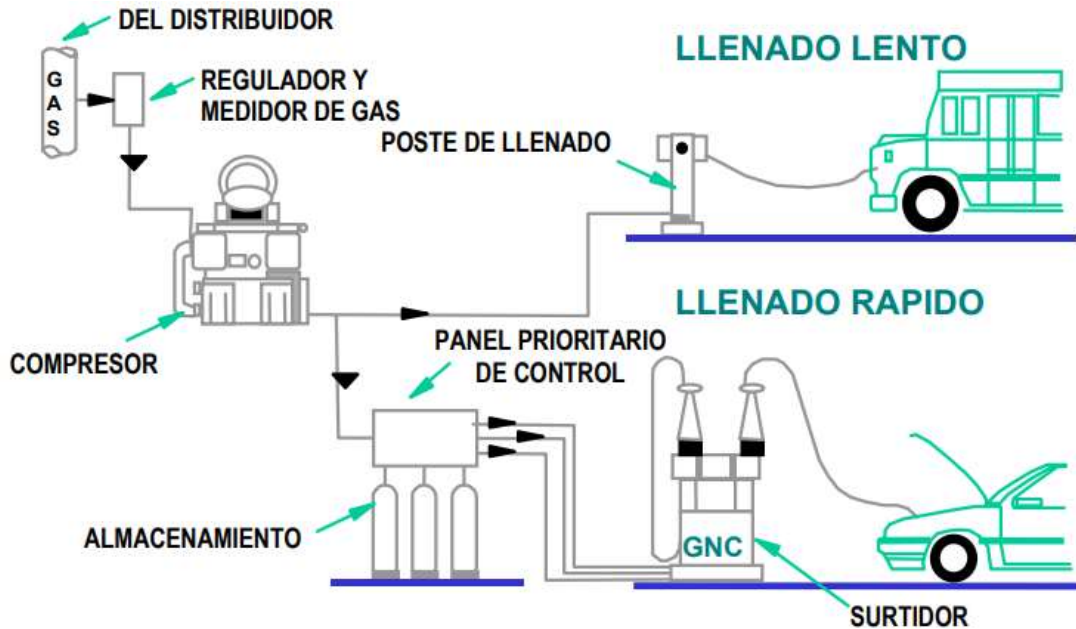 DEL DISTRIBUIDOR
GAS
REGULADOR Y
MEDIDOR DE GAS
LLENADO LENTO
POSTE DE LLENADO
COMPRESOR
LLENADO RAPIDO
PANEL PRIORITARIO
DE CONTROL
ALMACENAMIENTO
GNC
SURTIDOR